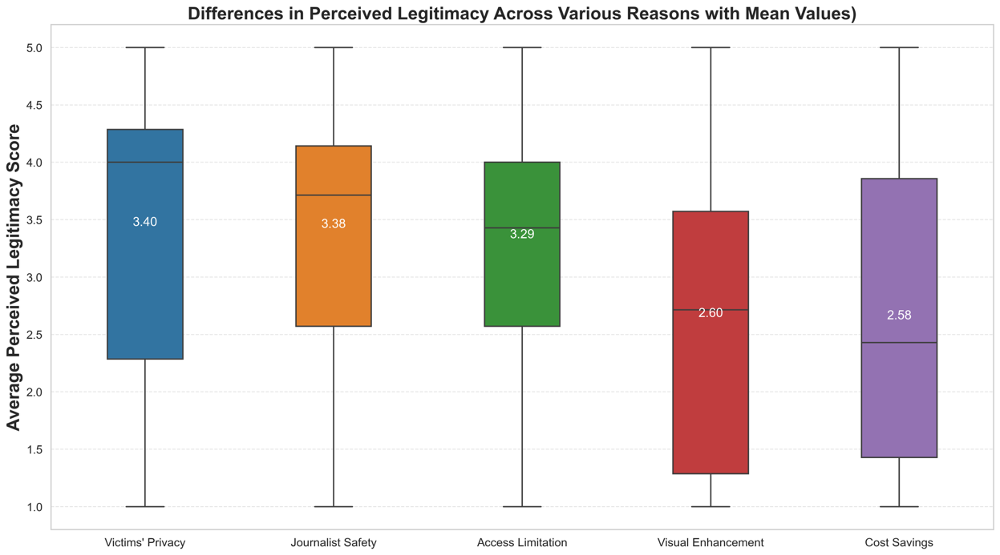 Differences in Perceived Legitimacy Across Various Reasons with Mean Values)
Average Perceived Legitimacy Score
5.0
4.5
4.0
3.5
3.0
2.5
2.0
1.5
1.0
3.40
3.38
3.29
2.60
2.58
Victims' Privacy
Journalist Safety
Access Limitation
Visual Enhancement
Cost Savings